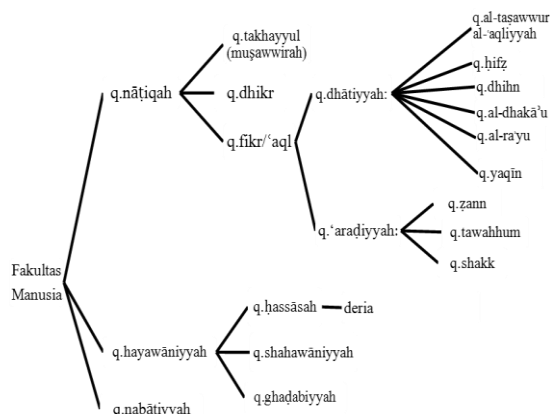 q.al-taṣawwur
al-ʿaqliyyah
q.takhayyul
(muṣawwirah)
q.ḥifẓ
q.nāṭiqah
q.dhikr
q.dhātiyyah:
q.dhihn
q.al-dhakāʾu
q.al-raʾyu
q.fikr/ʿaql
q.yaqīn
q.ẓann
q.ʿaraḍiyyah:
q.tawahhum
q.shakk
Fakultas
Manusia
q.ḥassāsah
deria
q.hayawāniyyah
q.shahawāniyyah
q.ghaḍabiyyah
q.nabātiyyah